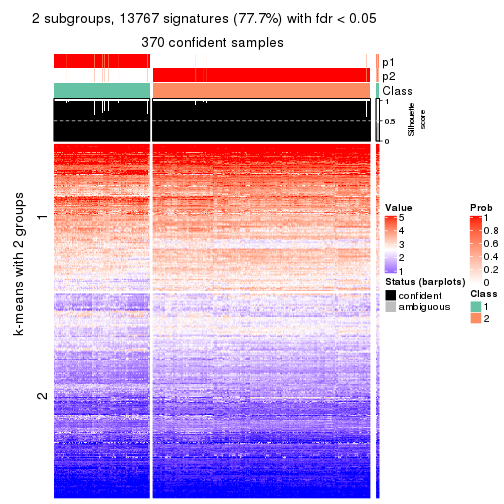 2 subgroups, 13767 signatures (77.7%) with fdr < 0.05
370 confident samples
p1
p2
Class
1
0.5
0
Silhouette
score
k-means with 2 groups
1
2
Value
5
4
3
2
1
Prob
1
0.8
0.6
0.4
0.2
0
Status (barplots)
confident
ambiguous
Class
1
2